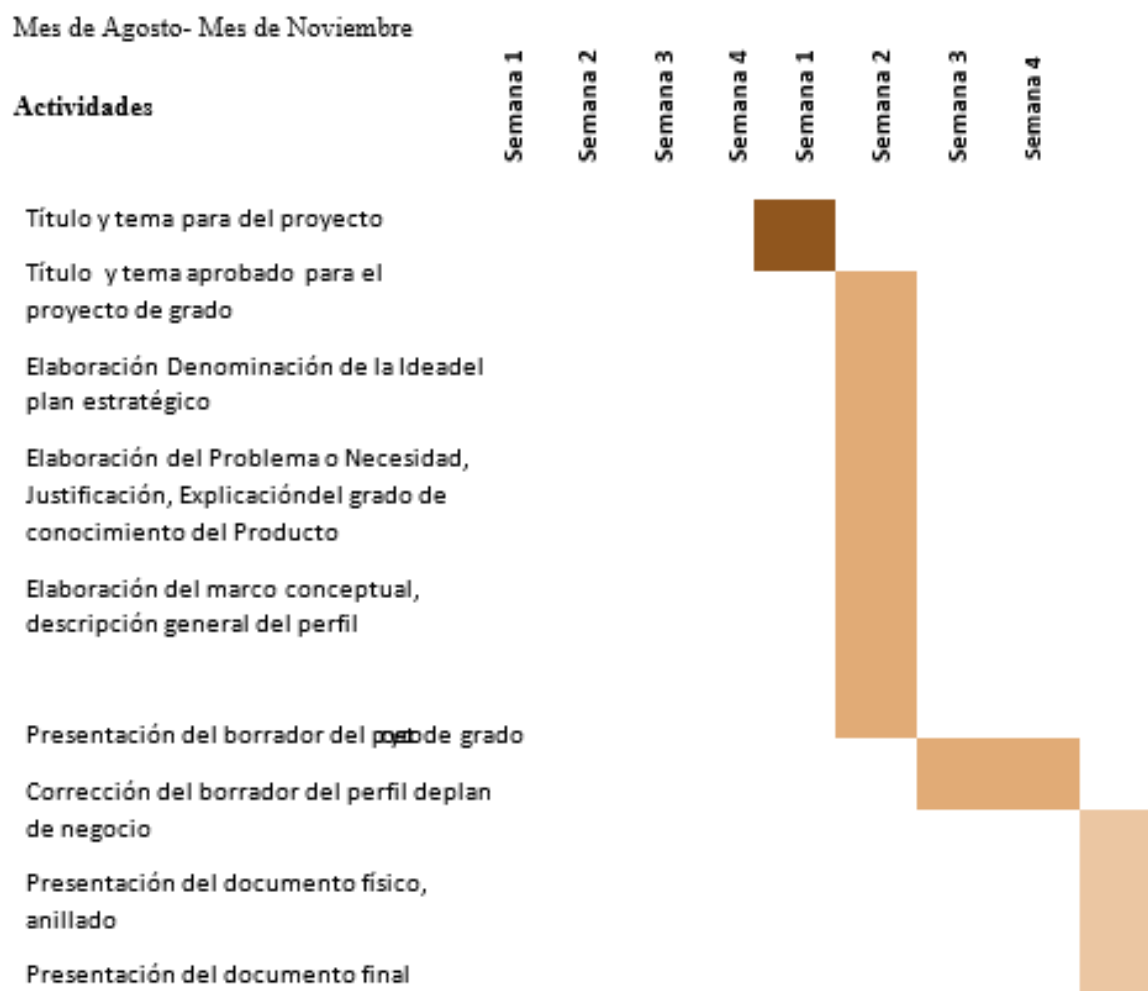 Mes de Agosto- Mes de Noviembre
Actividades
Semana 1
Semana 2
Semana 3
Semana 4
Semana 1
Semana 2
Semana 3
Semana 4
Título y tema para del proyecto
Título y tema aprobado para el
proyecto de grado
Elaboración Denominación de la Ideadel
plan estratégico
Elaboración del Problema o Necesidad,
Justificación, Explicacióndel grado de
conocimiento del Producto
Elaboración del marco conceptual,
descripción general del perfil
Presentación del borrador del de grado
Corrección del borrador del perfil deplan
de negocio
Presentación del documento físico,
anillado
Presentación del documento final